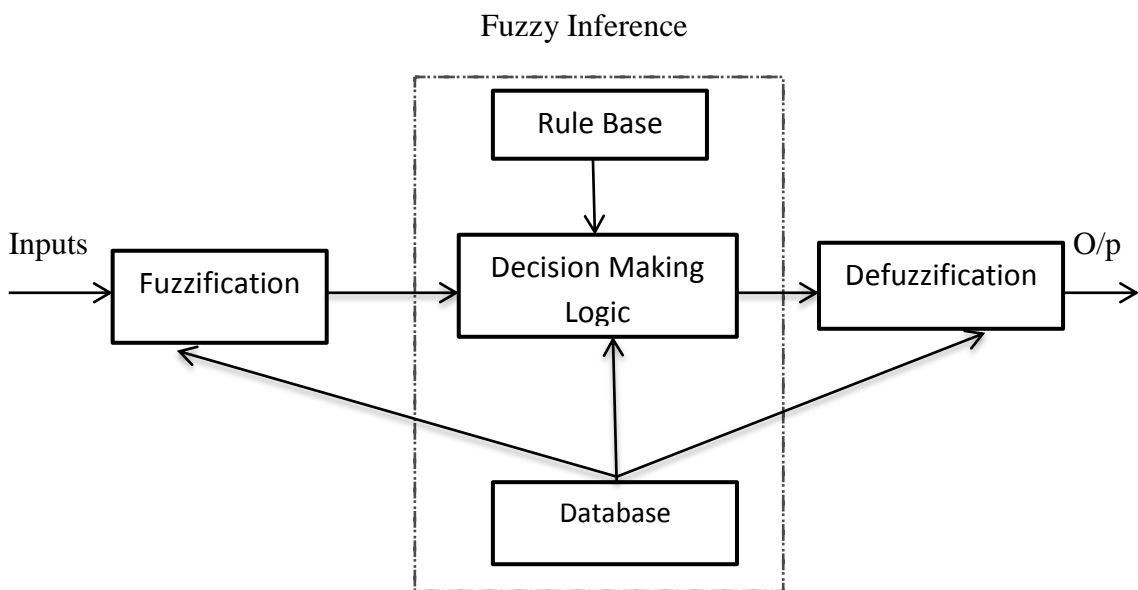 Fuzzy Inference
Rule Base
Inputs
Fuzzification
Decision Making
Logic
Defuzzification
O/p
Database